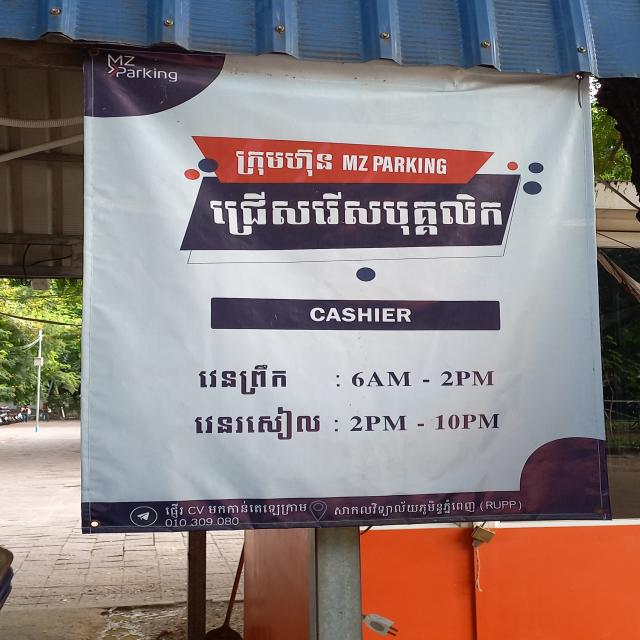 MZ
Parking
ក្រុមហ៊ុន MZ PARKING
ជ្រើសរើសបុគ្គលិក
CASHIER
វេនព្រឹក : 6AM - 2PM
វេនរសៀល : 2PM - 10PM
ផ្ញើរ CV មកកាន់តេឡេក្រាម
010 309 080
សាកលវិទ្យាល័យភូមិន្ទភ្នំពេញ (RUPP)